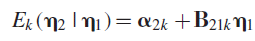 E_k(η_2 | η_1) = α_{2k} + B_{21k} η_1